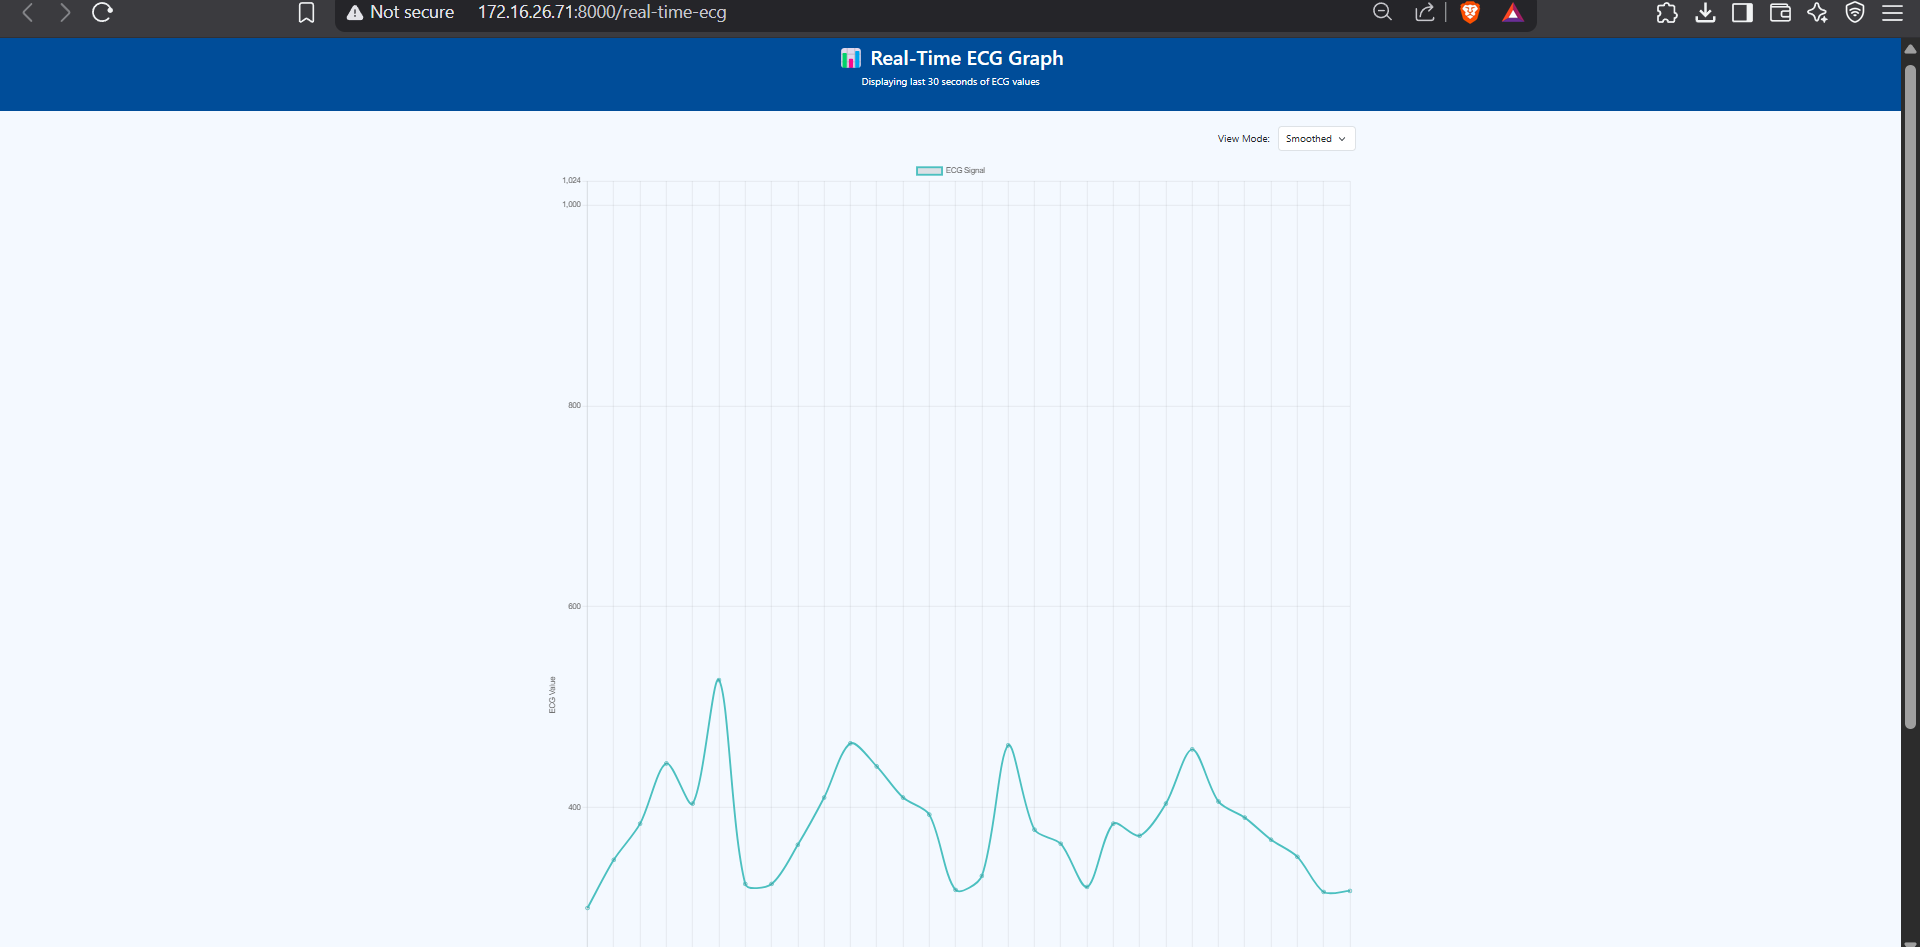 Not secure 172.16.26.71:8000/real-time-ecg
Real-Time ECG Graph
Displaying last 30 seconds of ECG values
View Mode: Smoothed
ECG Signal
1,024
1,000
800
600
ECG Value
400